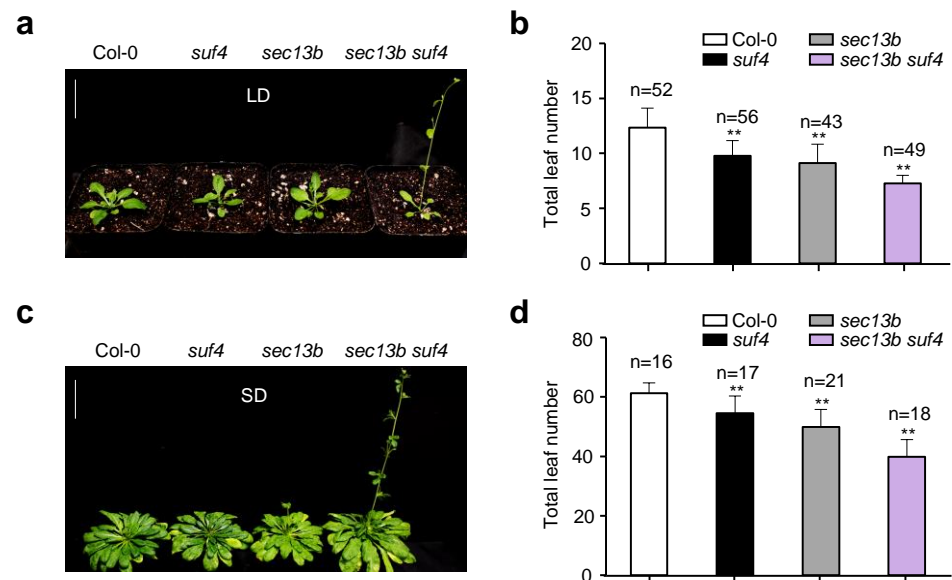 a
Col-0 suf4 sec13b sec13b suf4
LD
b
Col-0 sec13b
suf4 sec13b suf4
Total leaf number
20
15
10
5
0
n=52
n=56
**
n=43
**
n=49
**
c
Col-0 suf4 sec13b sec13b suf4
SD
d
Col-0 sec13b
suf4 sec13b suf4
Total leaf number
80
60
40
20
0
n=16
n=17
**
n=21
**
n=18
**